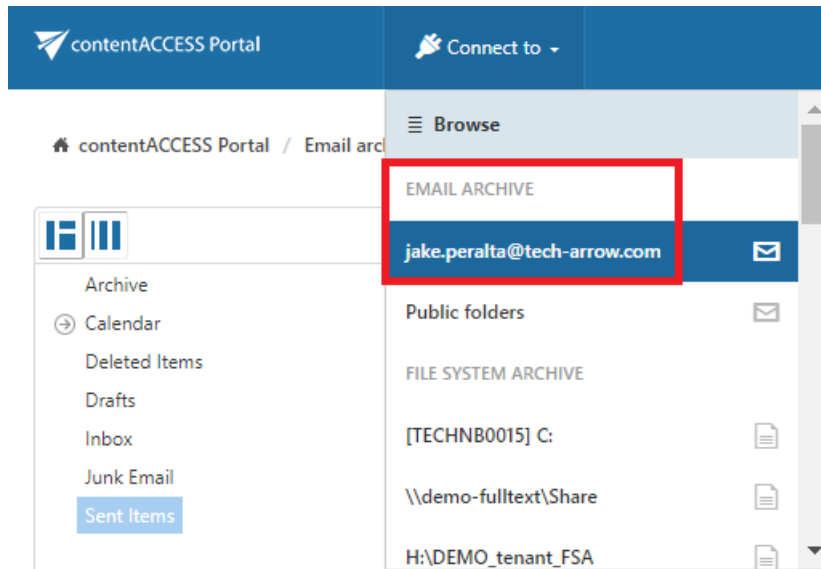 contentACCESS Portal
Connect to
contentACCESS Portal / Email arc
Archive
Calendar
Deleted Items
Drafts
Inbox
Junk Email
Sent Items
Browse
EMAIL ARCHIVE
jake.peralta@tech-arrow.com
Public folders
FILE SYSTEM ARCHIVE
[TECHNB0015] C:
\\demo-fulltext\Share
H:\DEMO_tenant_FSA